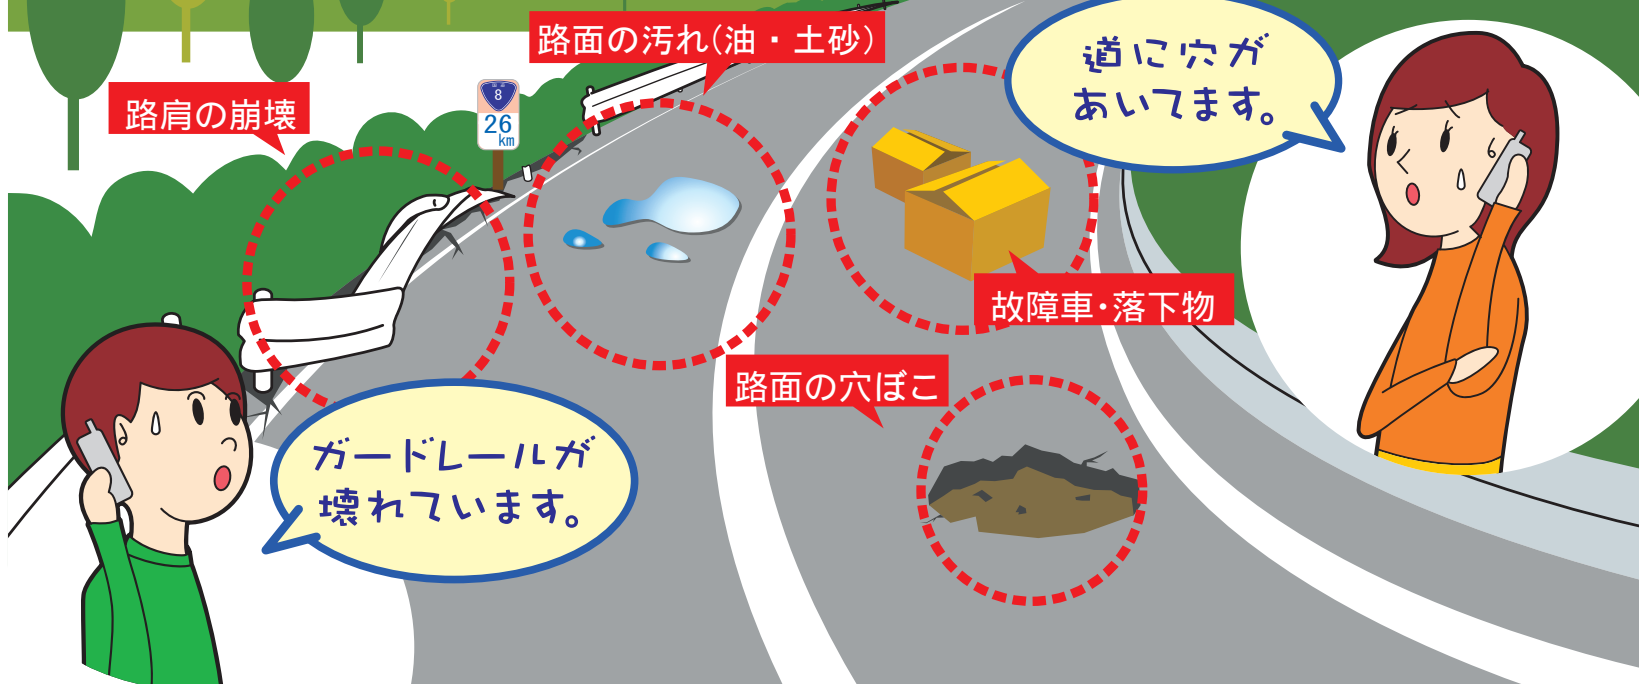 路面の汚れ(油・土砂)
道に穴が
あいてます。
路肩の崩壊
8
26
km
故障車・落下物
路面の穴ぼこ
ガードレールが
壊れています。